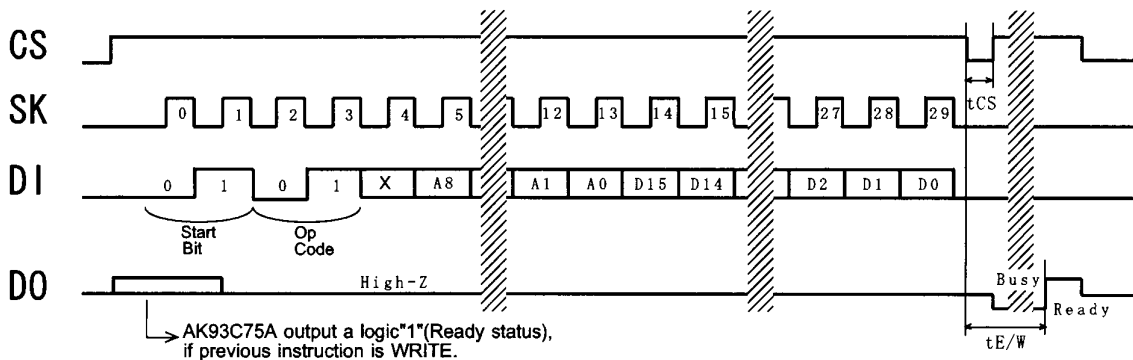 CS
tCS
SK 0 1 2 3 4 5 12 13 14 15 27 28 29
DI 0 1 0 1 X A8 A1 A0 D15 D14 D2 D1 D0
Start
Bit
Op
Code
DO High-Z Busy
Ready
AK93C75A output a logic"1"(Ready status),
if previous instruction is WRITE.
tE/W